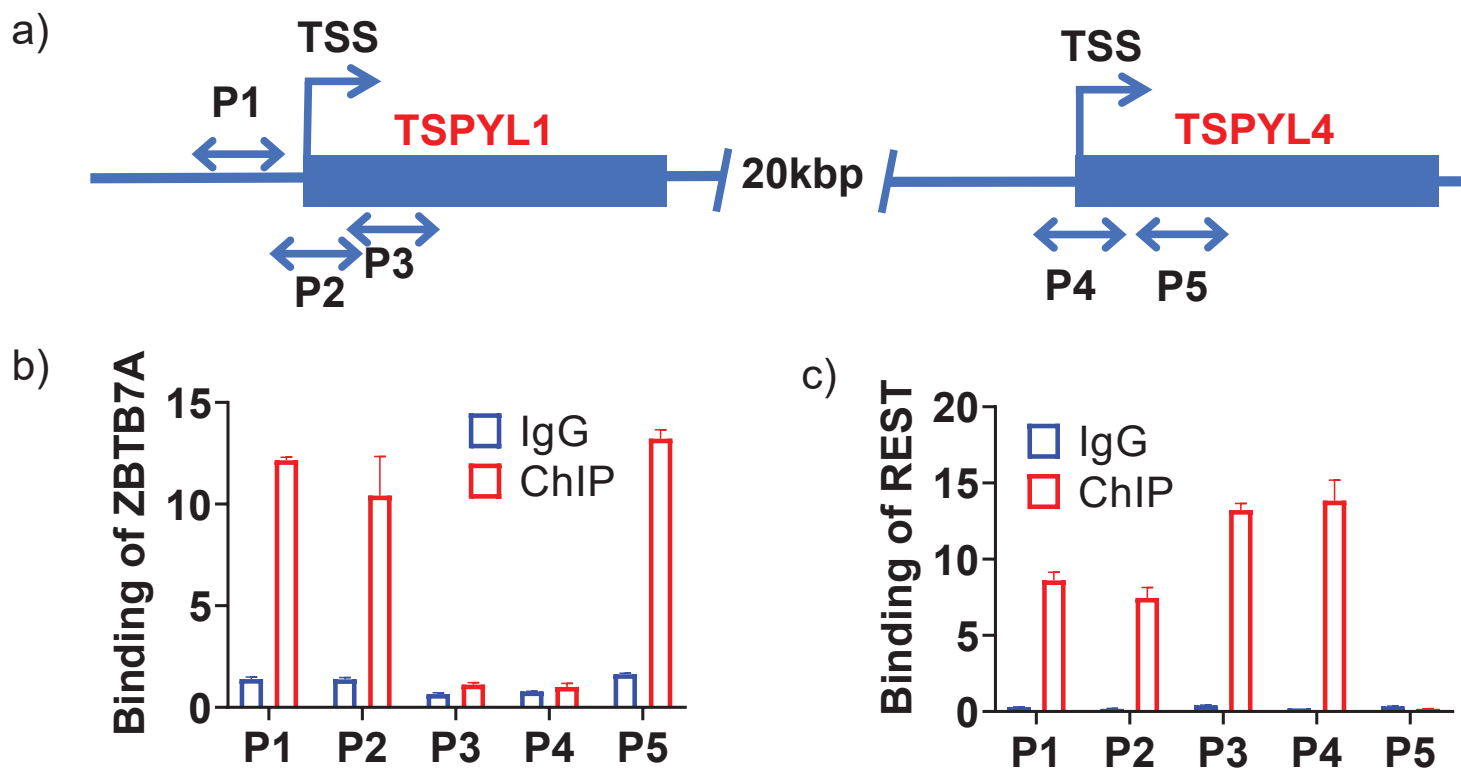 a)
TSS
TSS
P1
TSPYL1
TSPYL4
20kbp
P3
P2
P4
P5
b)
Binding of ZBTB7A
15
10
5
0
IgG
ChIP
P1 P2 P3 P4 P5
c)
Binding of REST
20
15
10
5
0
IgG
ChIP
P1 P2 P3 P4 P5